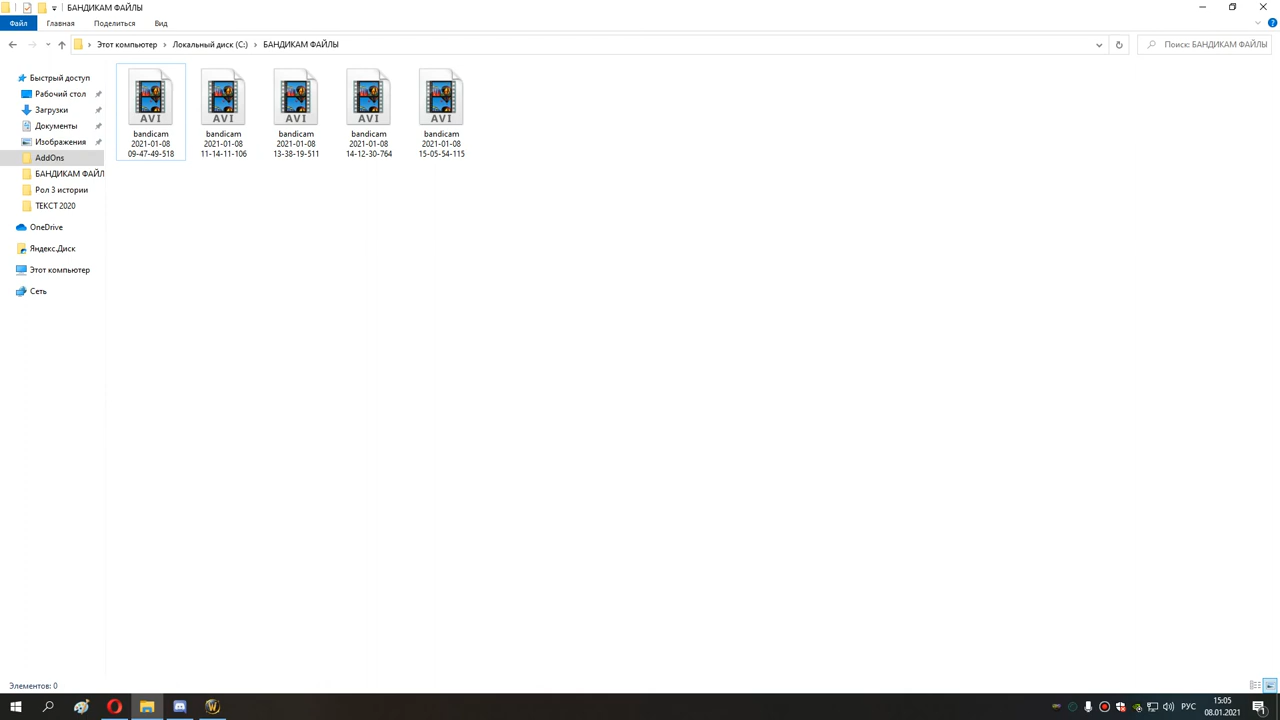 БАНДИКАМ ФАЙЛЫ
Файл Главная Поделиться Вид
Этот компьютер Локальный диск (C:) БАНДИКАМ ФАЙЛЫ
Поиск: БАНДИКАМ ФАЙЛЫ
Быстрый доступ
Рабочий стол
Загрузки
Документы
Изображения
AddOns
БАНДИКАМ ФАЙЛ
Рол 3 истории
ТЕКСТ 2020
OneDrive
Яндекс.Диск
Этот компьютер
Сеть
AVI
bandicam
2021-01-08
09-47-49-518
AVI
bandicam
2021-01-08
11-14-11-106
AVI
bandicam
2021-01-08
13-38-19-511
AVI
bandicam
2021-01-08
14-12-30-764
AVI
bandicam
2021-01-08
15-05-54-115
Элементов: 0
РУС
15:05
08.01.2021
1